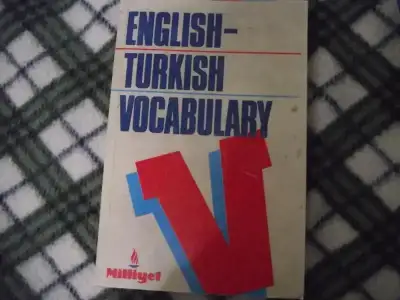 ENGLISH-
TURKISH
VOCABULARY
V
Milliyet